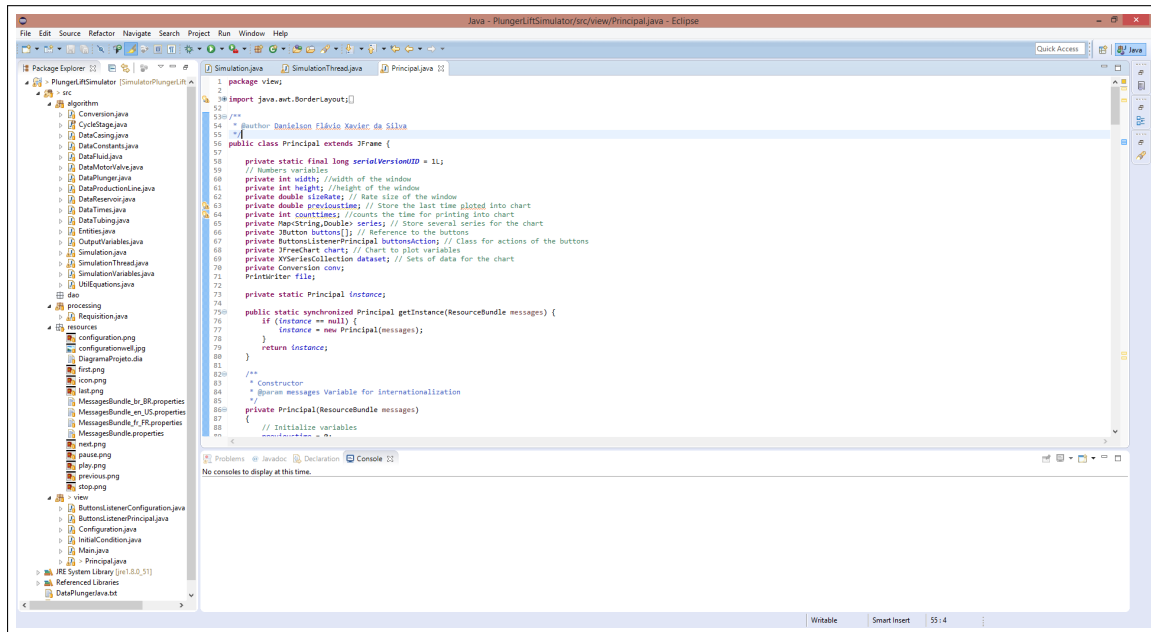 Java - PlungerLiftSimulator/src/view/Principal.java - Eclipse
File Edit Source Refactor Navigate Search Project Run Window Help
Quick Access
Java
Package Explorer
> PlungerLiftSimulator [SimulatorPlungerLift
> src
algorithm
Conversion.java
CycleStage.java
DataCasing.java
DataConstants.java
DataFluid.java
DataMotorValve.java
DataPlunger.java
DataProductionLine.java
DataReservoir.java
DataTimes.java
DataTubing.java
Entities.java
OutputVariables.java
Simulation.java
SimulationThread.java
SimulationVariables.java
UtilEquations.java
dao
processing
Requisition.java
resources
configuration.png
configurationwell.jpg
DiagramaProjeto.dia
first.png
icon.png
last.png
MessagesBundle_br_BR.properties
MessagesBundle_en_US.properties
MessagesBundle_fr_FR.properties
MessagesBundle.properties
next.png
pause.png
play.png
previous.png
stop.png
> view
ButtonsListenerConfiguration.java
ButtonsListenerPrincipal.java
Configuration.java
InitialCondition.java
Main.java
> Principal.java
JRE System Library [jre1.8.0_51]
Referenced Libraries
DataPlungerJava.txt
Simulation.java SimulationThread.java Principal.java
1 package view;
2
3 import java.awt.BorderLayout;
52
53 /**
54 * @author Danielson Flávio Xavier da Silva
55 */
56 public class Principal extends JFrame {
57
58 private static final long serialVersionUID = 1L;
59 // Numbers variables
60 private int width; //width of the window
61 private int height; //height of the window
62 private double sizeRate; // Rate size of the window
63 private double previoustime; // Store the last time ploted into chart
64 private int counttimes; //counts the time for printing into chart
65 private Map<String,Double> series; // Store several series for the chart
66 private JButton buttons[]; // Reference to the buttons
67 private ButtonsListenerPrincipal buttonsAction; // Class for actions of the buttons
68 private JFreeChart chart; // Chart to plot variables
69 private XYSeriesCollection dataset; // Sets of data for the chart
70 private Conversion conv;
71 PrintWriter file;
72
73 private static Principal instance;
74
75 public static synchronized Principal getInstance(ResourceBundle messages) {
76 if (instance == null) {
77 instance = new Principal(messages);
78 }
79 return instance;
80 }
81
82 /**
83 * Constructor
84 * @param messages Variable for internationalization
85 */
86 private Principal(ResourceBundle messages)
87 {
88 // Initialize variables
89 previoustime = 0;
Problems @ Javadoc Declaration Console
No consoles to display at this time.
Writable Smart Insert 55 : 4